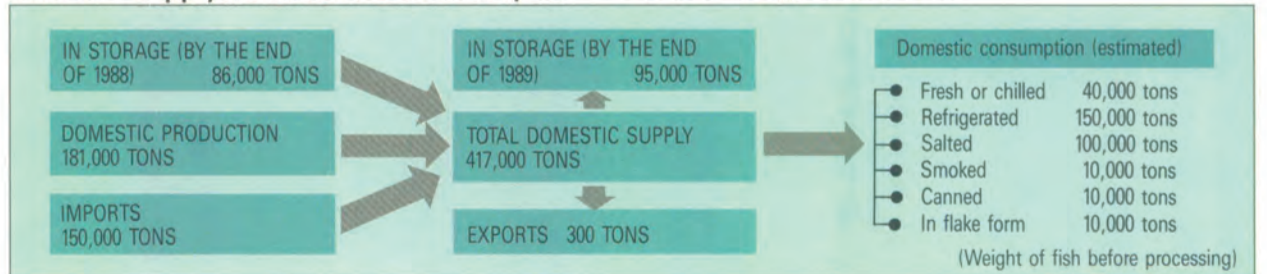 IN STORAGE (BY THE END
OF 1988) 86,000 TONS
DOMESTIC PRODUCTION
181,000 TONS
IMPORTS
150,000 TONS
IN STORAGE (BY THE END
OF 1989) 95,000 TONS
TOTAL DOMESTIC SUPPLY
417,000 TONS
EXPORTS 300 TONS
Domestic consumption (estimated)
Fresh or chilled 40,000 tons
Refrigerated 150,000 tons
Salted 100,000 tons
Smoked 10,000 tons
Canned 10,000 tons
In flake form 10,000 tons
(Weight of fish before processing)